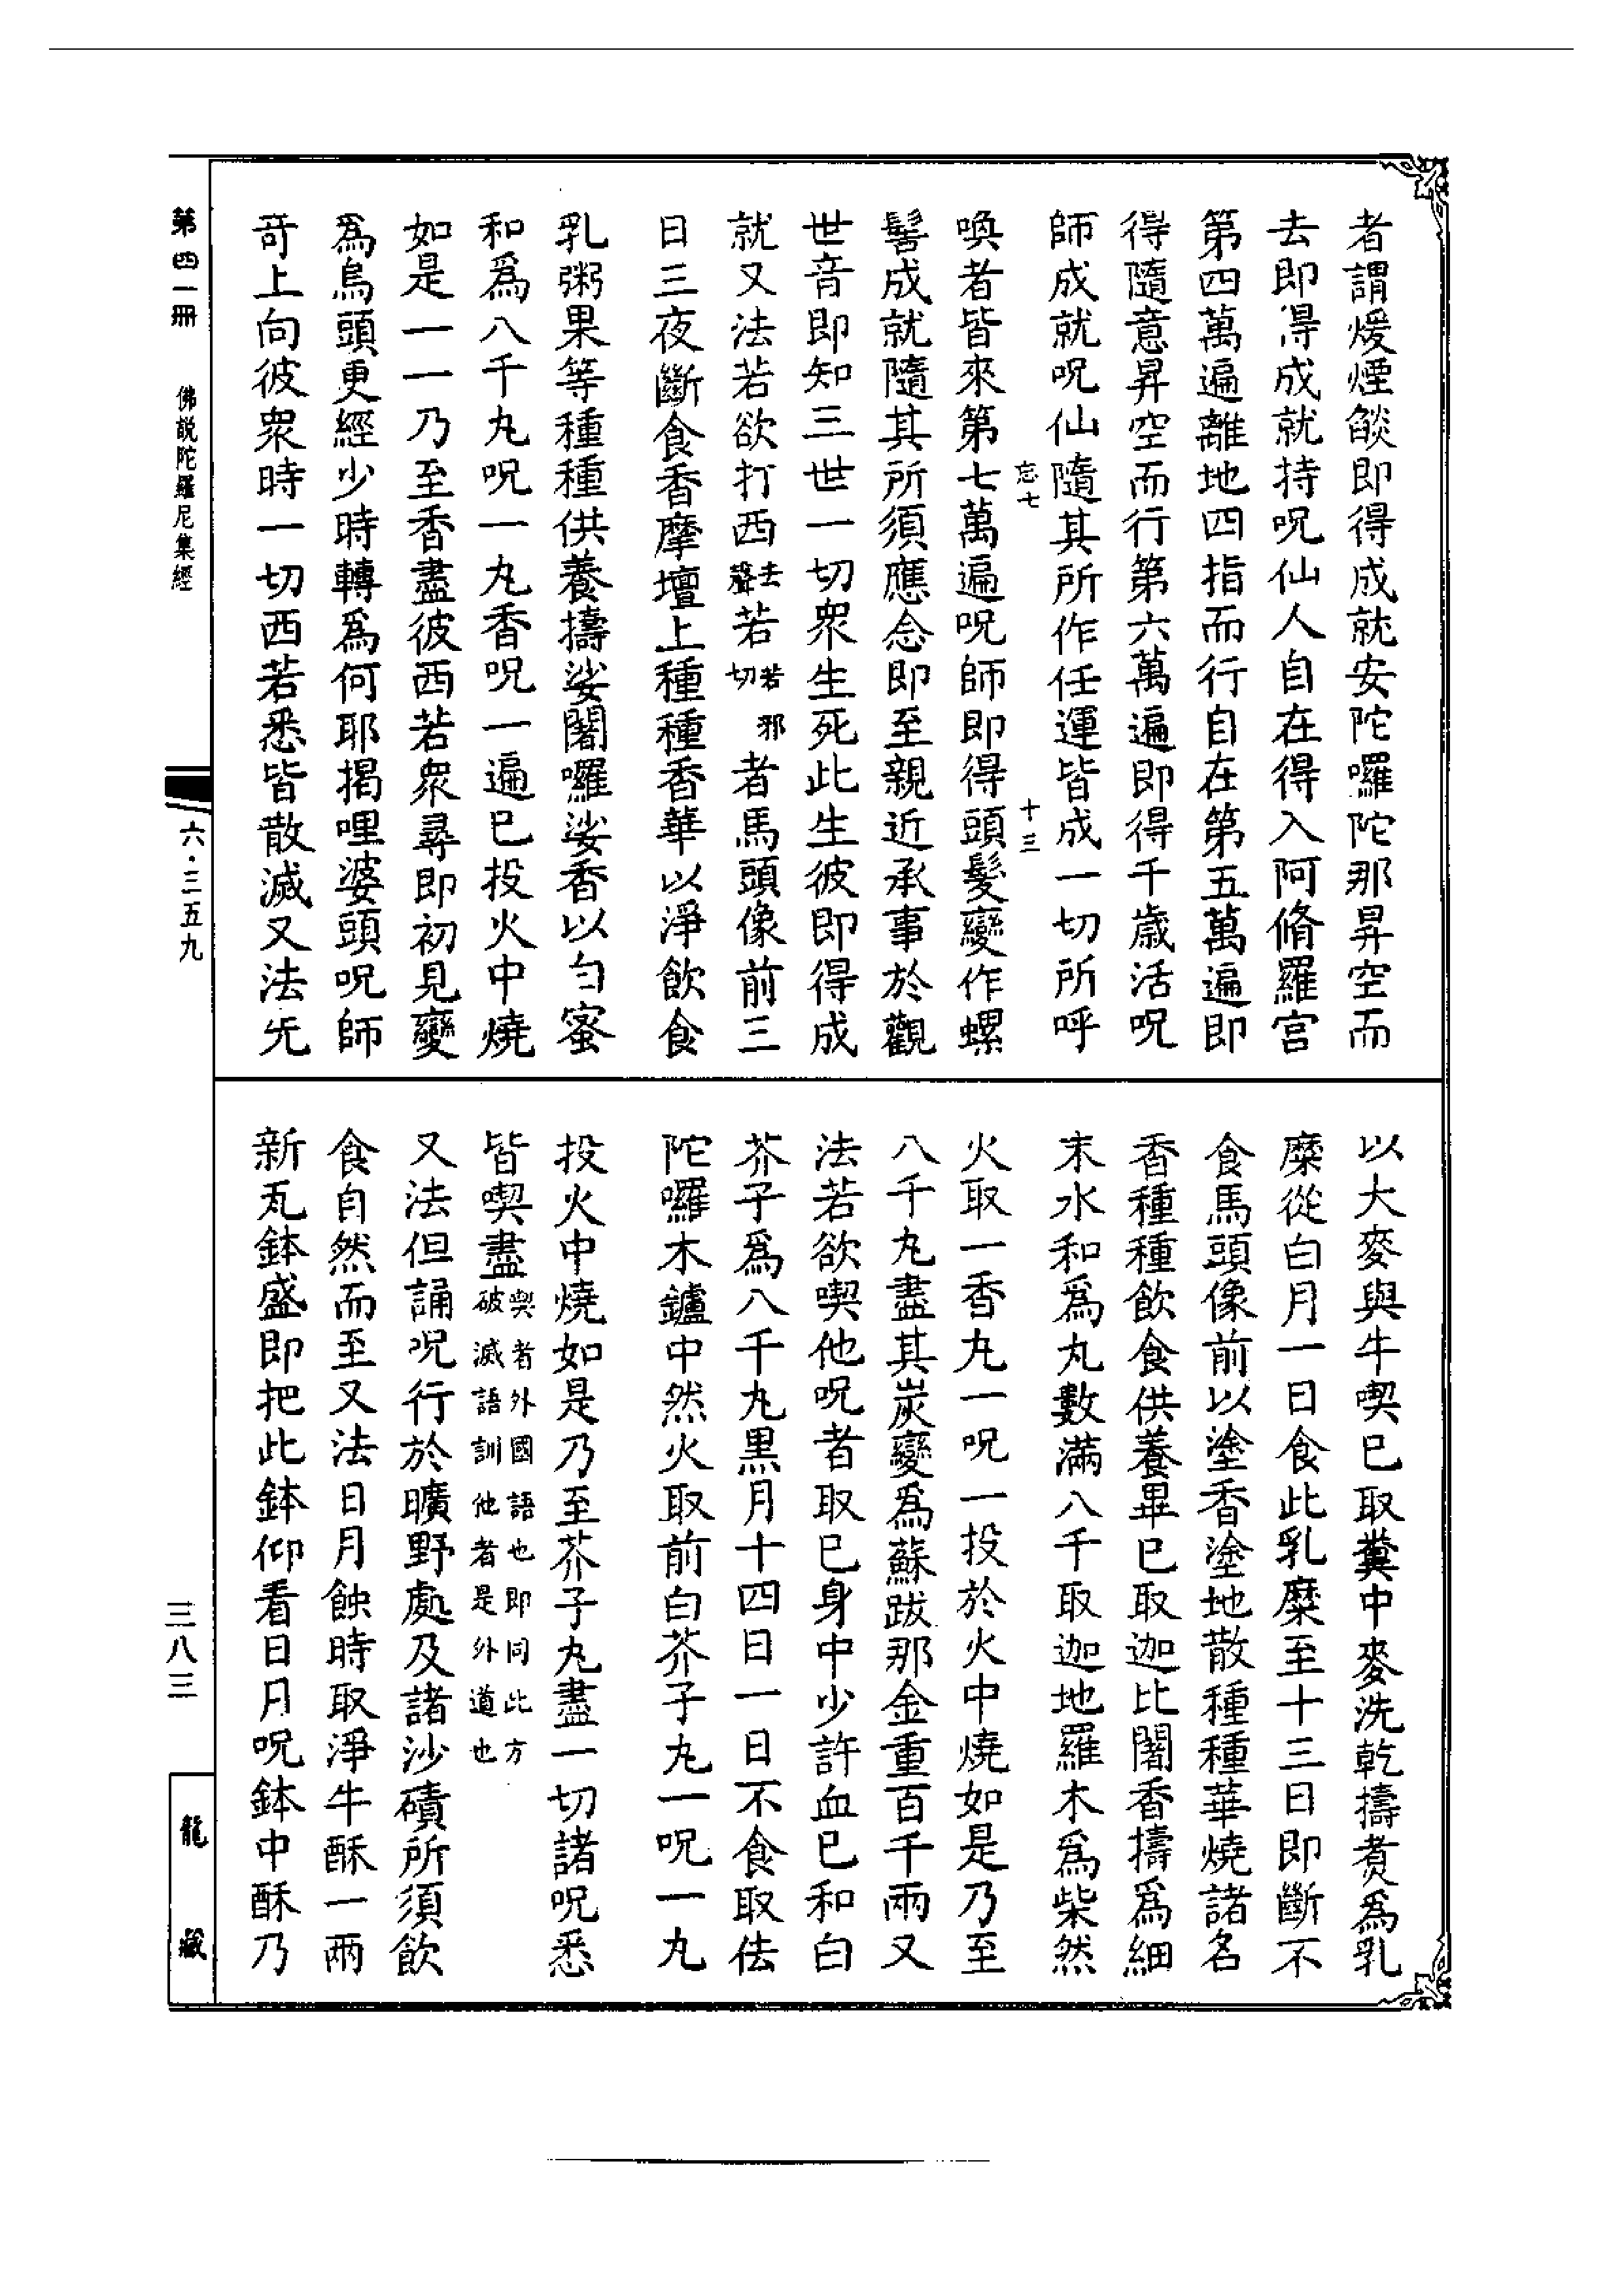 者謂煖煙𦦨即得成就安陀囉陀那昇空而
去即得成就持呪仙人自在得入阿脩羅宮
第四萬遍離地四指而行自在第五萬遍即
得隨意昇空而行第六萬遍即得千歲活呪
師成就呪仙隨其所作任運皆成一切所呼
忘七　十三
喚者皆來第七萬遍呪師即得頭髮變作螺
髻成就隨其所須應念即至親近承事於觀
世音即知三世一切眾生死此生彼即得成
就又法若欲打西去聲若若邪切者馬頭像前三
日三夜斷食香摩壇上種種香華以淨飲食
乳粥果等種種供養擣娑闍囉娑香以勻蜜
和為八千丸呪一丸香呪一遍已投火中燒
如是一一乃至香盡彼西若眾尋即初見變
為烏頭更經少時轉為何耶揭哩婆頭呪師
奇上向彼眾時一切西若悉皆散滅又法先
以大麥與牛喫已取糞中麥洗乾擣煮為乳
糜從白月一日食此乳糜至十三日即斷不
食馬頭像前以塗香塗地散種種華燒諸名
香種種飲食供養畢已取迦比闍香擣為細
末水和為丸數滿八千取迦地羅木為柴然
火取一香丸一呪一投於火中燒如是乃至
八千丸盡其炭變為蘇跋那金重百千兩又
法若欲喫他呪者取已身中少許血已和白
芥子為八千丸黑月十四日一日不食取佉
陀囉木鑪中然火取前白芥子丸一呪一丸
投火中燒如是乃至芥子丸盡一切諸呪悉
皆喫盡喫者外國語也即同此方破滅語訓他者是外道也
又法但誦呪行於曠野處及諸沙磧所須飲
食自然而至又法日月蝕時取淨牛酥一兩
新瓦鉢盛即把此鉢仰看日月呪鉢中酥乃
第四一冊　佛説陀羅尼集經
六·三五九
三八三
龍藏